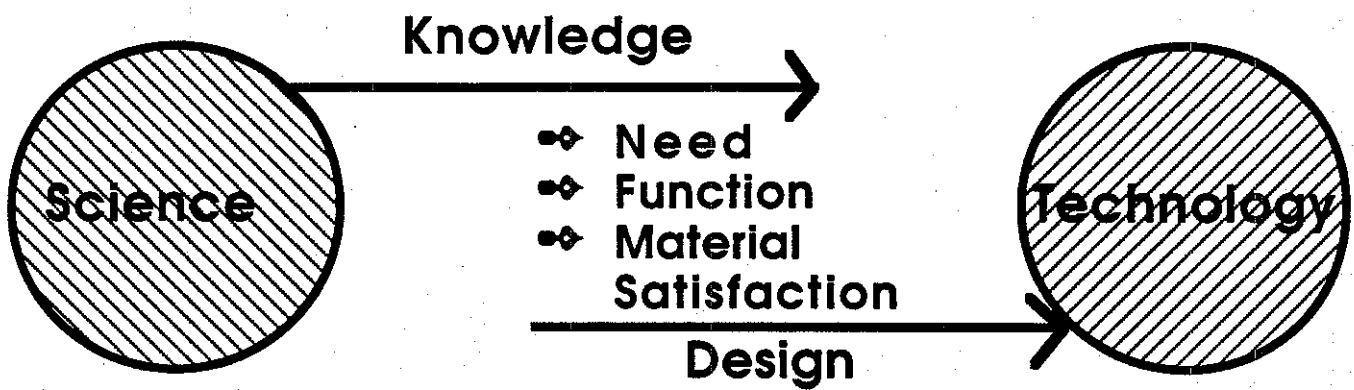 Knowledge
Science
Need
Function
Material
Satisfaction
Technology
Design